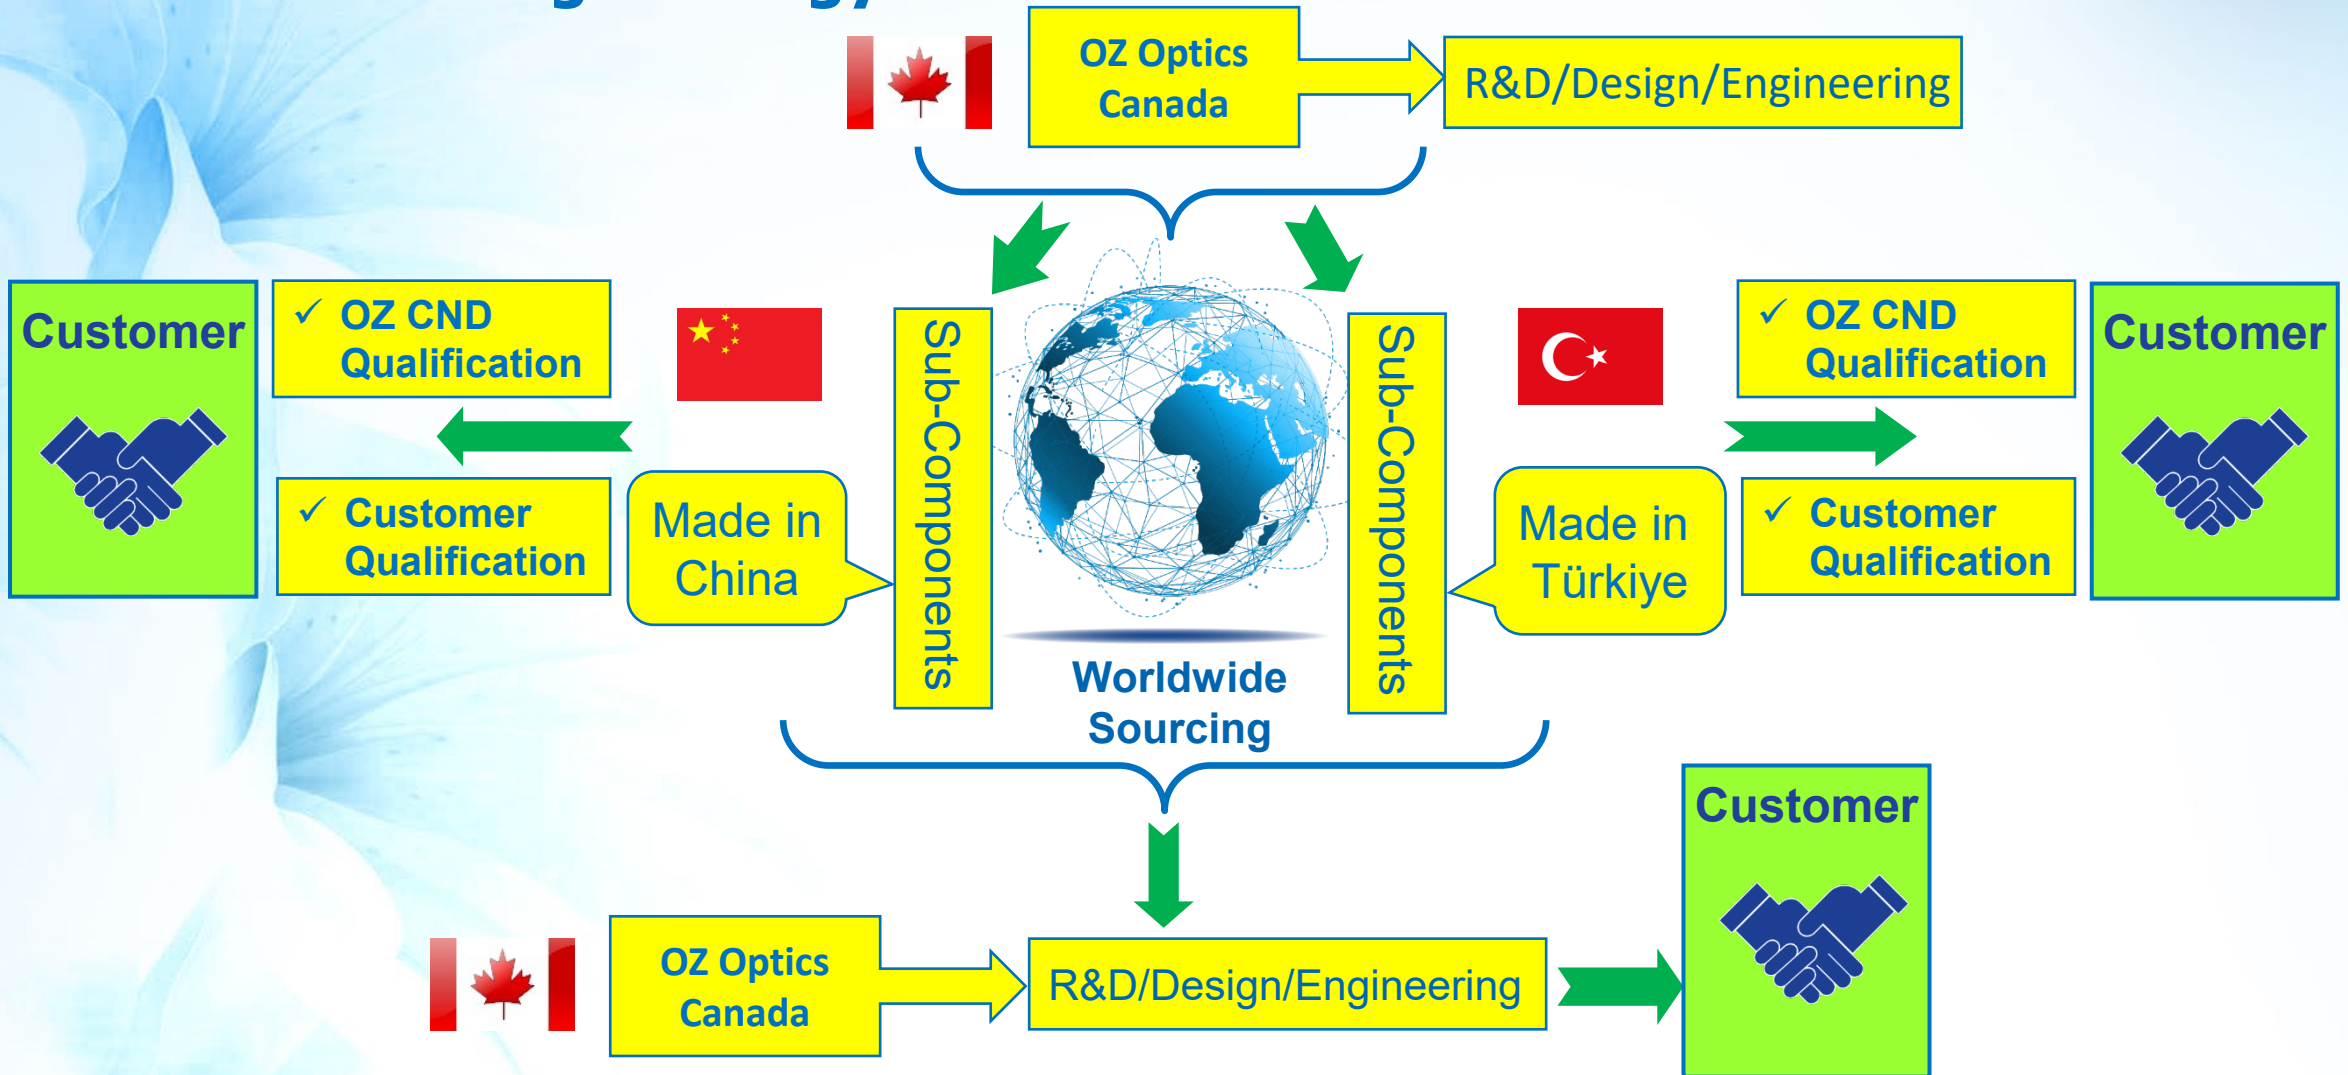 OZ Optics
Canada
R&D/Design/Engineering
Customer
✓ OZ CND
Qualification
✓ Customer
Qualification
Made in
China
Sub-Components
Worldwide
Sourcing
Sub-Components
Made in
Türkiye
✓ OZ CND
Qualification
✓ Customer
Qualification
Customer
OZ Optics
Canada
R&D/Design/Engineering
Customer